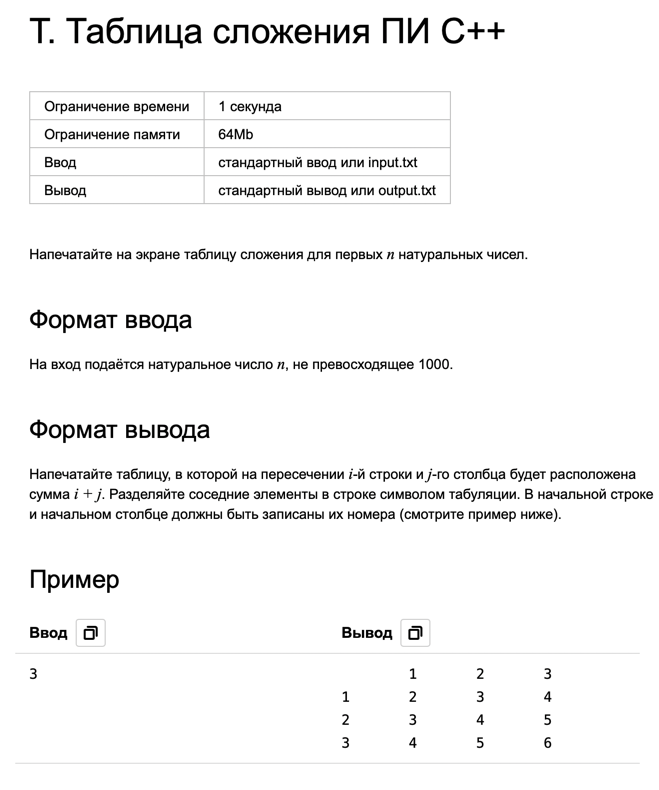 Т. Таблица сложения ПИ C++
Ограничение времени 1 секунда
Ограничение памяти 64Mb
Ввод стандартный ввод или input.txt
Вывод стандартный вывод или output.txt
Напечатайте на экране таблицу сложения для первых n натуральных чисел.
Формат ввода
На вход подаётся натуральное число n, не превосходящее 1000.
Формат вывода
Напечатайте таблицу, в которой на пересечении i-й строки и j-го столбца будет расположена
сумма i + j. Разделяйте соседние элементы в строке символом табуляции. В начальной строке
и начальном столбце должны быть записаны их номера (смотрите пример ниже).
Пример
Ввод Вывод
3 1 2 3
1 2 3 4
2 3 4 5
3 4 5 6